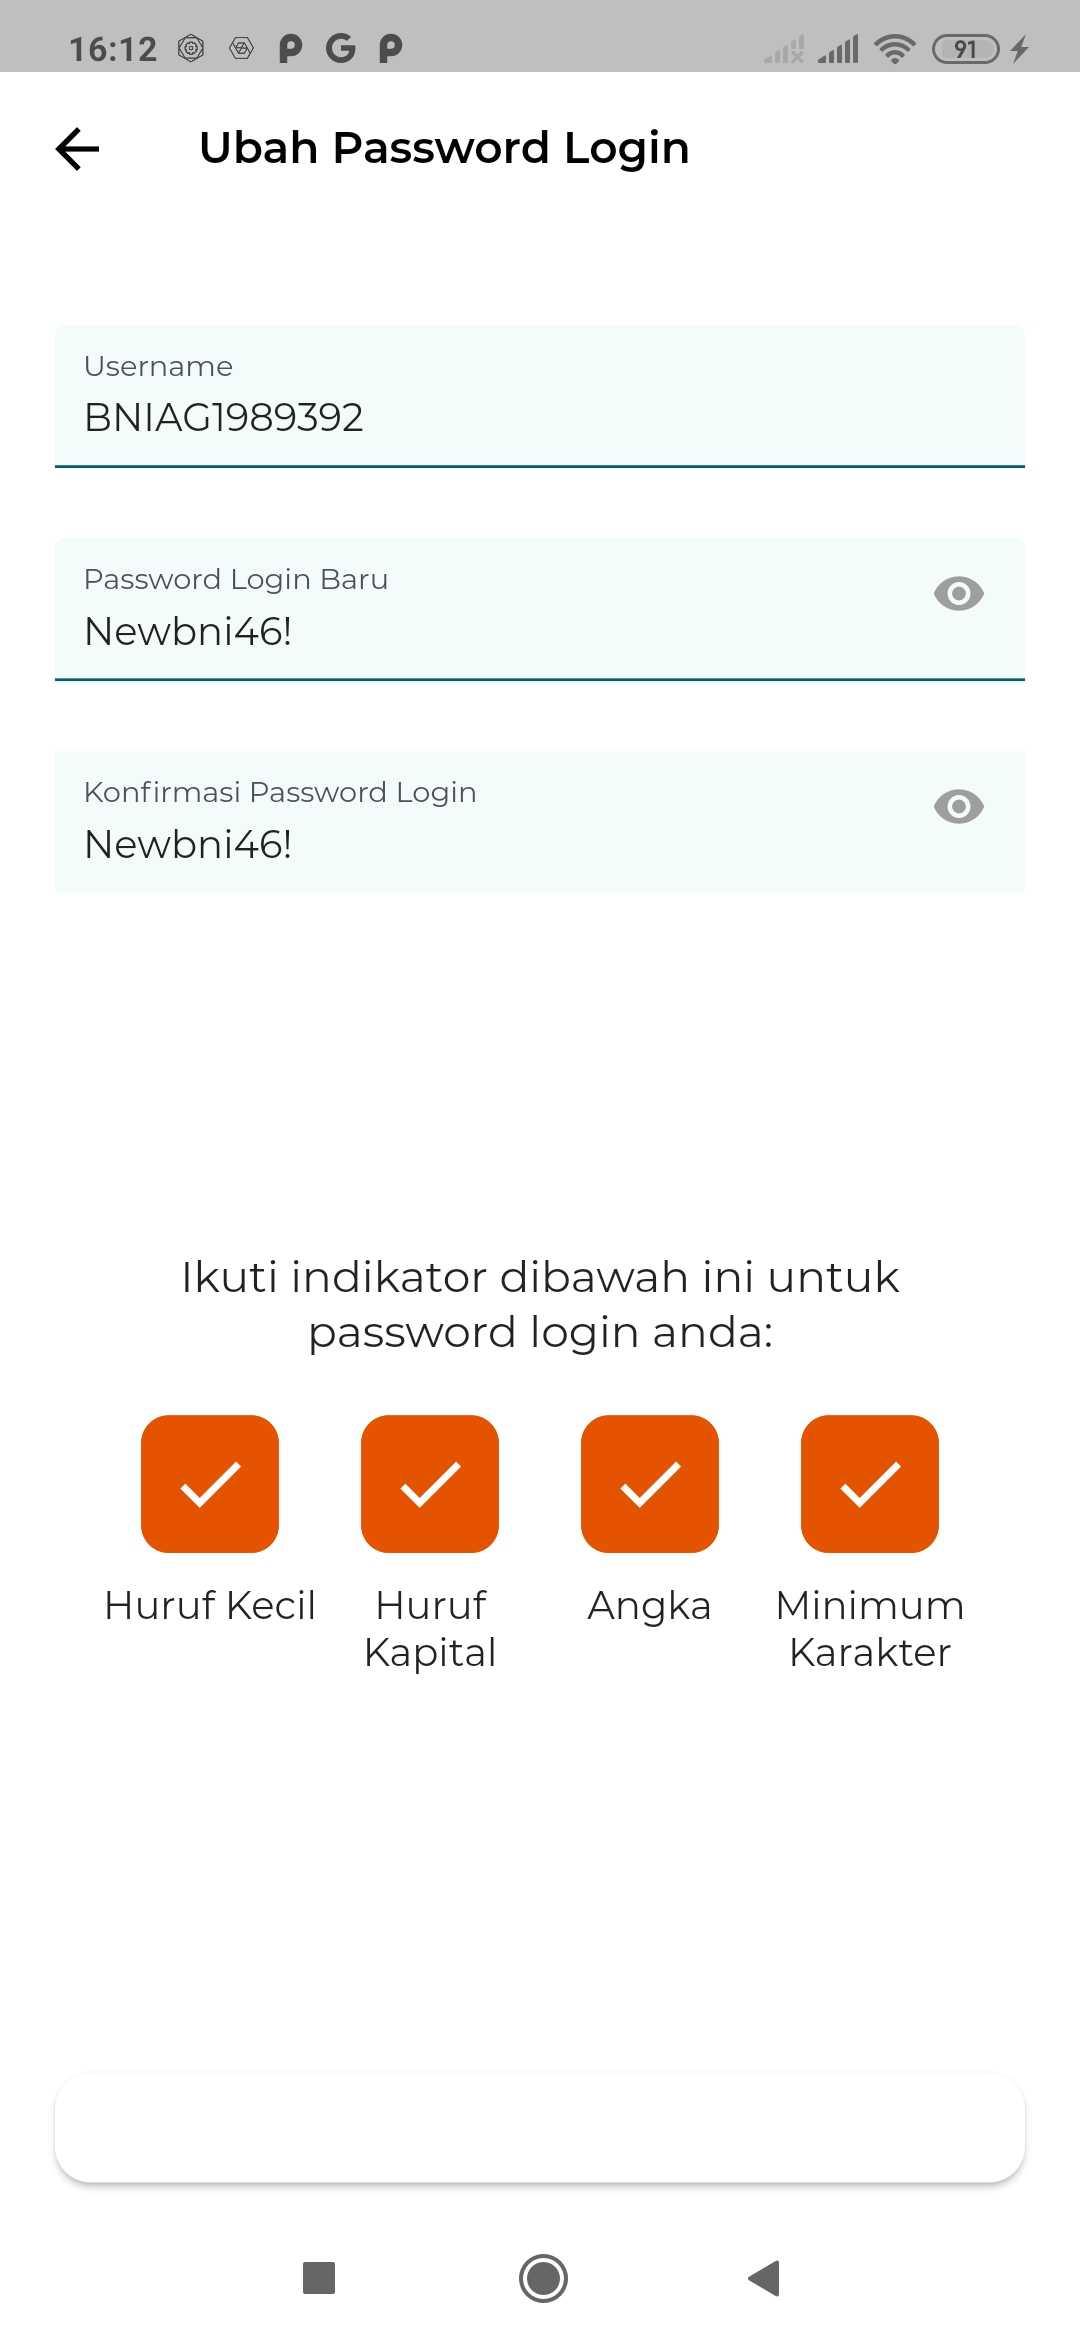 16:12
91
Ubah Password Login
Username
BNIAG1989392
Password Login Baru
Newbni46!
Konfirmasi Password Login
Newbni46!
Ikuti indikator dibawah ini untuk
password login anda:
Huruf Kecil
Huruf
Kapital
Angka
Minimum
Karakter